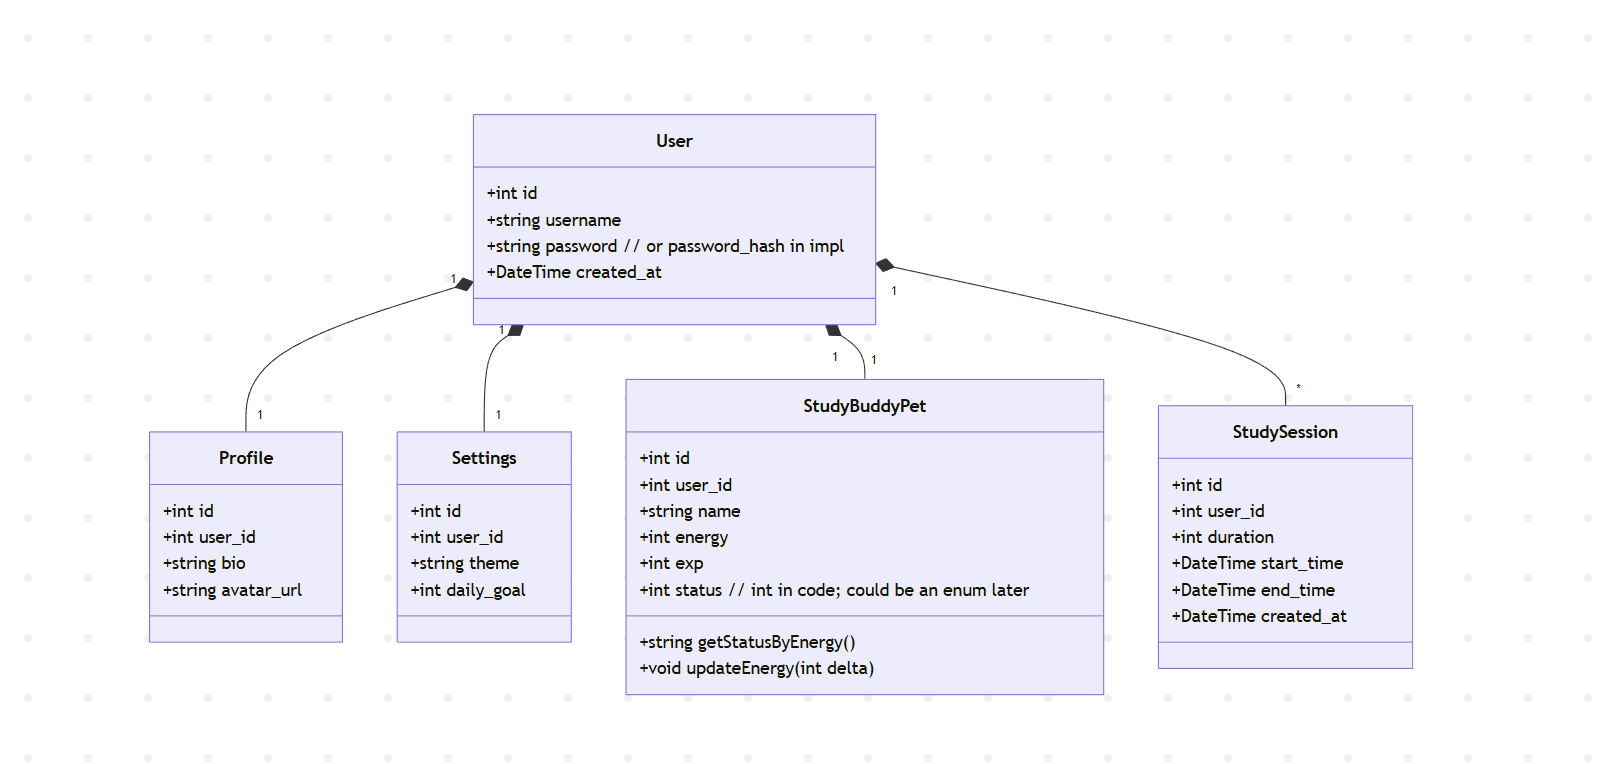 User
+int id
+string username
+string password // or password_hash in impl
+DateTime created_at
1
1
1
1
1
1
1
*
Profile
+int id
+int user_id
+string bio
+string avatar_url
Settings
+int id
+int user_id
+string theme
+int daily_goal
StudyBuddyPet
+int id
+int user_id
+string name
+int energy
+int exp
+int status // int in code; could be an enum later
+string getStatusByEnergy()
+void updateEnergy(int delta)
StudySession
+int id
+int user_id
+int duration
+DateTime start_time
+DateTime end_time
+DateTime created_at